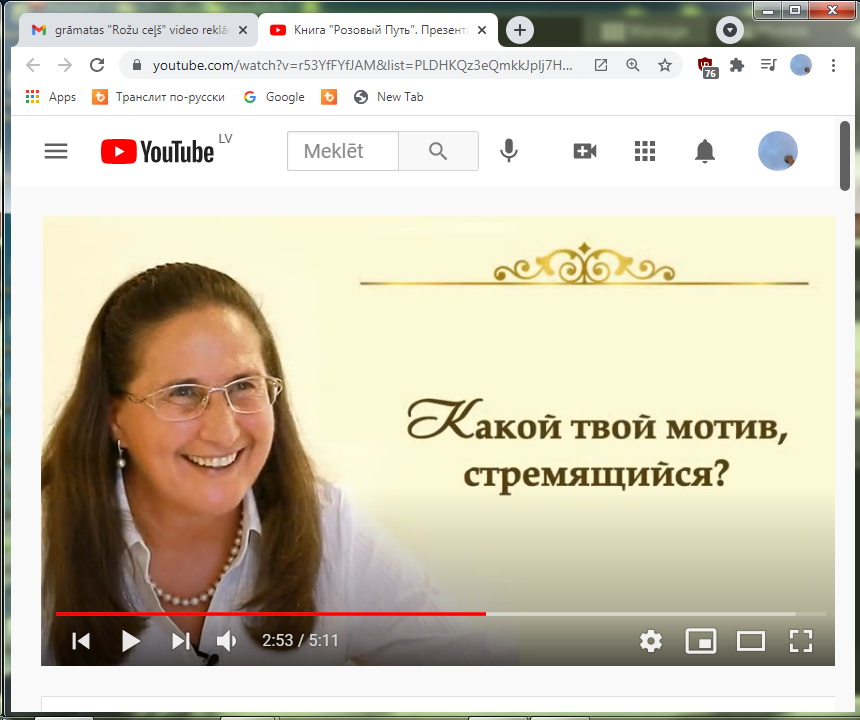 grāmatas "Rožu ceļš" video reklā
Книга "Розовый Путь". Презента
youtube.com/watch?v=r53YfFYfJAM&list=PLDHKQz3eQmkkJpIj7H...
76
Apps
Транслит по-русски
Google
New Tab
YouTube LV
Meklēt
Какой твой мотив,
стремящийся?
2:53 / 5:11